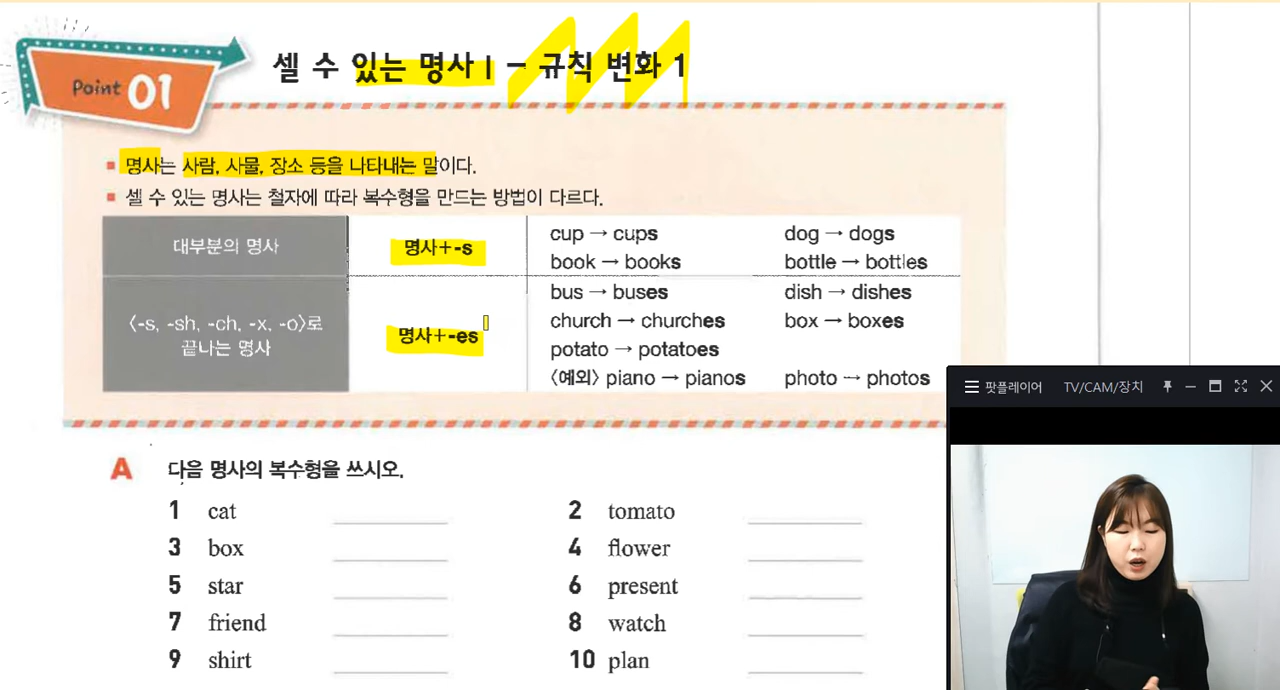 Point 01
셀 수 있는 명사 I – 규칙 변화 1
▪ 명사는 사람, 사물, 장소 등을 나타내는 말이다.
▪ 셀 수 있는 명사는 철자에 따라 복수형을 만드는 방법이 다르다.
대부분의 명사
명사+-s
cup → cups
dog → dogs
book → books
bottle → bottles
〈-s, -sh, -ch, -x, -o〉로
끝나는 명사
명사+-es
bus → buses
dish → dishes
church → churches
box → boxes
potato → potatoes
〈예외〉 piano → pianos
photo → photos
팟플레이어 TV/CAM/장치
A 다음 명사의 복수형을 쓰시오.
1 cat
2 tomato
3 box
4 flower
5 star
6 present
7 friend
8 watch
9 shirt
10 plan